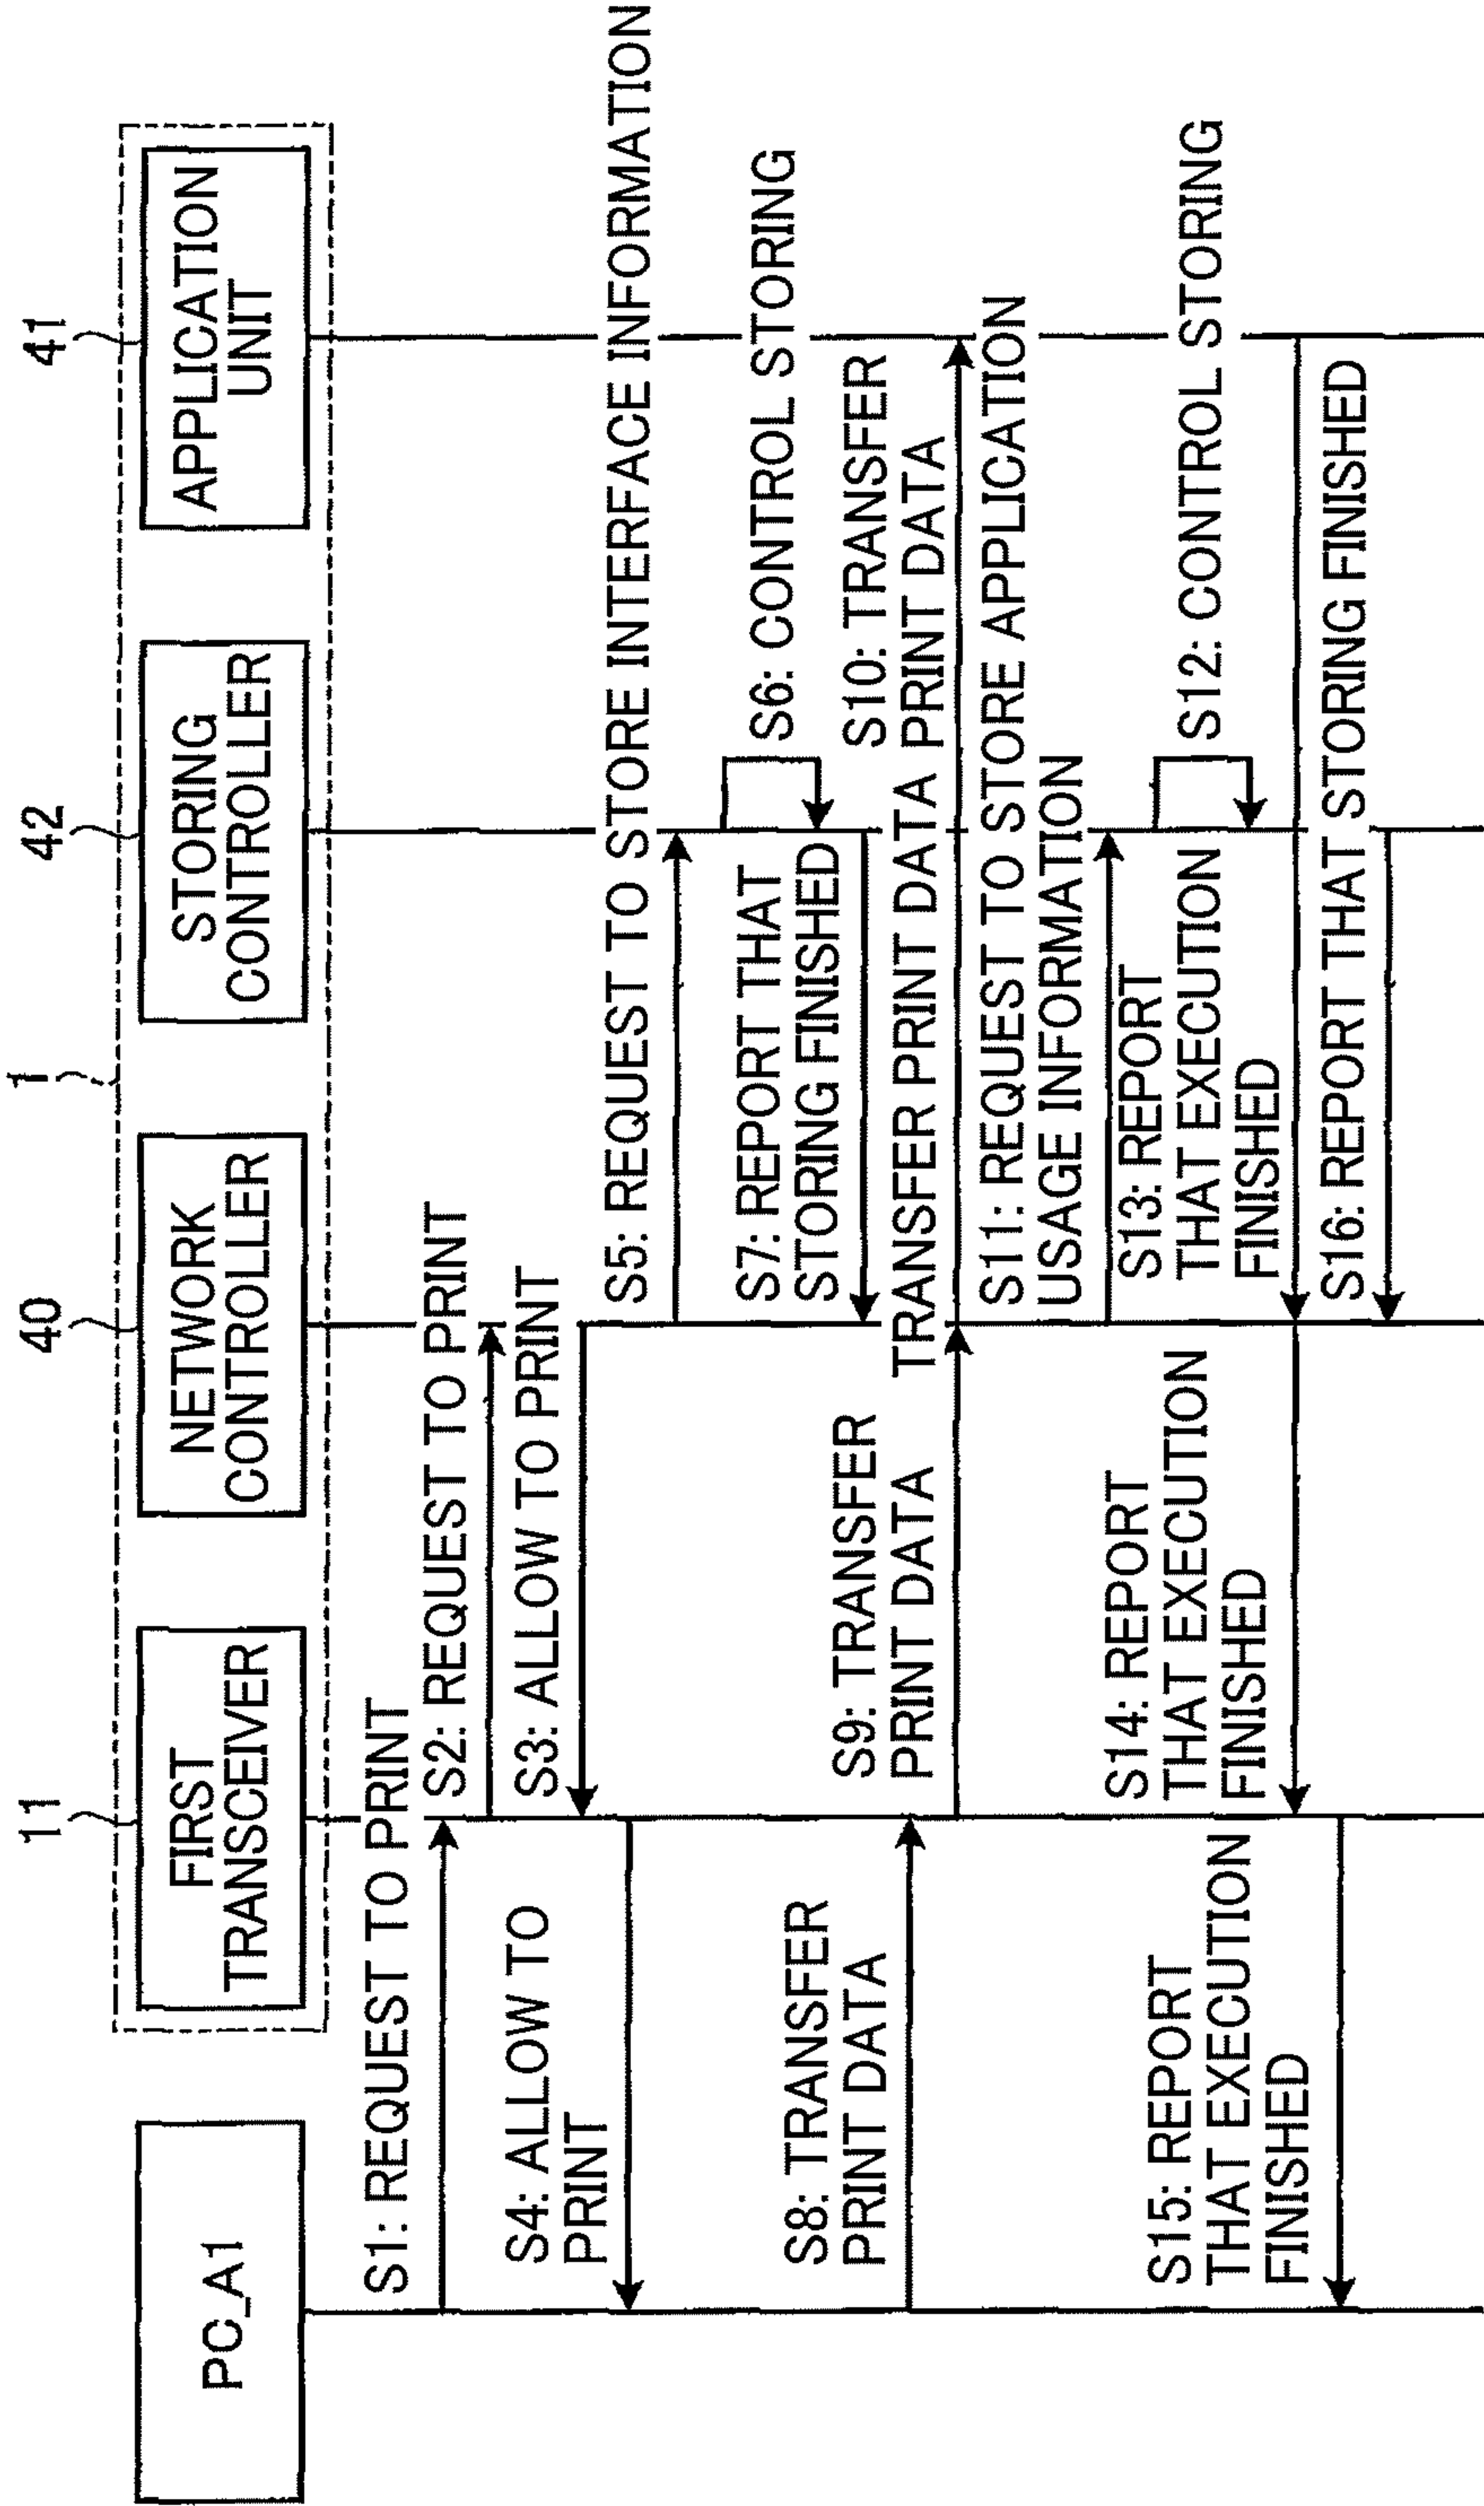 1
PC_A1
11
FIRST
TRANSCEIVER
40
NETWORK
CONTROLLER
42
STORING
CONTROLLER
41
APPLICATION
UNIT
S1: REQUEST TO PRINT
S2: REQUEST TO PRINT
S3: ALLOW TO PRINT
S4: ALLOW TO
PRINT
S5: REQUEST TO STORE INTERFACE INFORMATION
S6: CONTROL STORING
S7: REPORT THAT
STORING FINISHED
S8: TRANSFER
PRINT DATA
S9: TRANSFER
PRINT DATA
S10: TRANSFER
TRANSFER PRINT DATA PRINT DATA
S11: REQUEST TO STORE APPLICATION
USAGE INFORMATION
S12: CONTROL STORING
S13: REPORT
THAT EXECUTION
FINISHED
S14: REPORT
THAT EXECUTION
FINISHED
S15: REPORT
THAT EXECUTION
FINISHED
S16: REPORT THAT STORING FINISHED